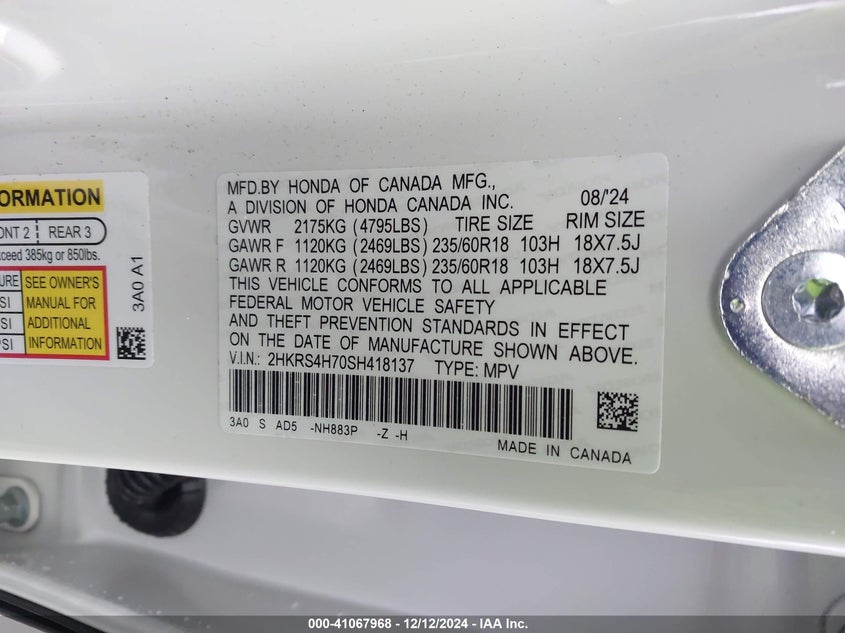 ORMATION
ONT 2 REAR 3
xceed 385kg or 850lbs.
URE SEE OWNER'S
SI MANUAL FOR
SI ADDITIONAL
PSI INFORMATION
3A0 A1
MFD.BY HONDA OF CANADA MFG.,
A DIVISION OF HONDA CANADA INC. 08/'24
GVWR 2175KG (4795LBS) TIRE SIZE RIM SIZE
GAWR F 1120KG (2469LBS) 235/60R18 103H 18X7.5J
GAWR R 1120KG (2469LBS) 235/60R18 103H 18X7.5J
THIS VEHICLE CONFORMS TO ALL APPLICABLE
FEDERAL MOTOR VEHICLE SAFETY
AND THEFT PREVENTION STANDARDS IN EFFECT
ON THE DATE OF MANUFACTURE SHOWN ABOVE.
V.I.N.: 2HKRS4H70SH418137 TYPE: MPV
3A0 S AD5 -NH883P -Z -H
MADE IN CANADA
000-41067968 - 12/12/2024 - IAA Inc.